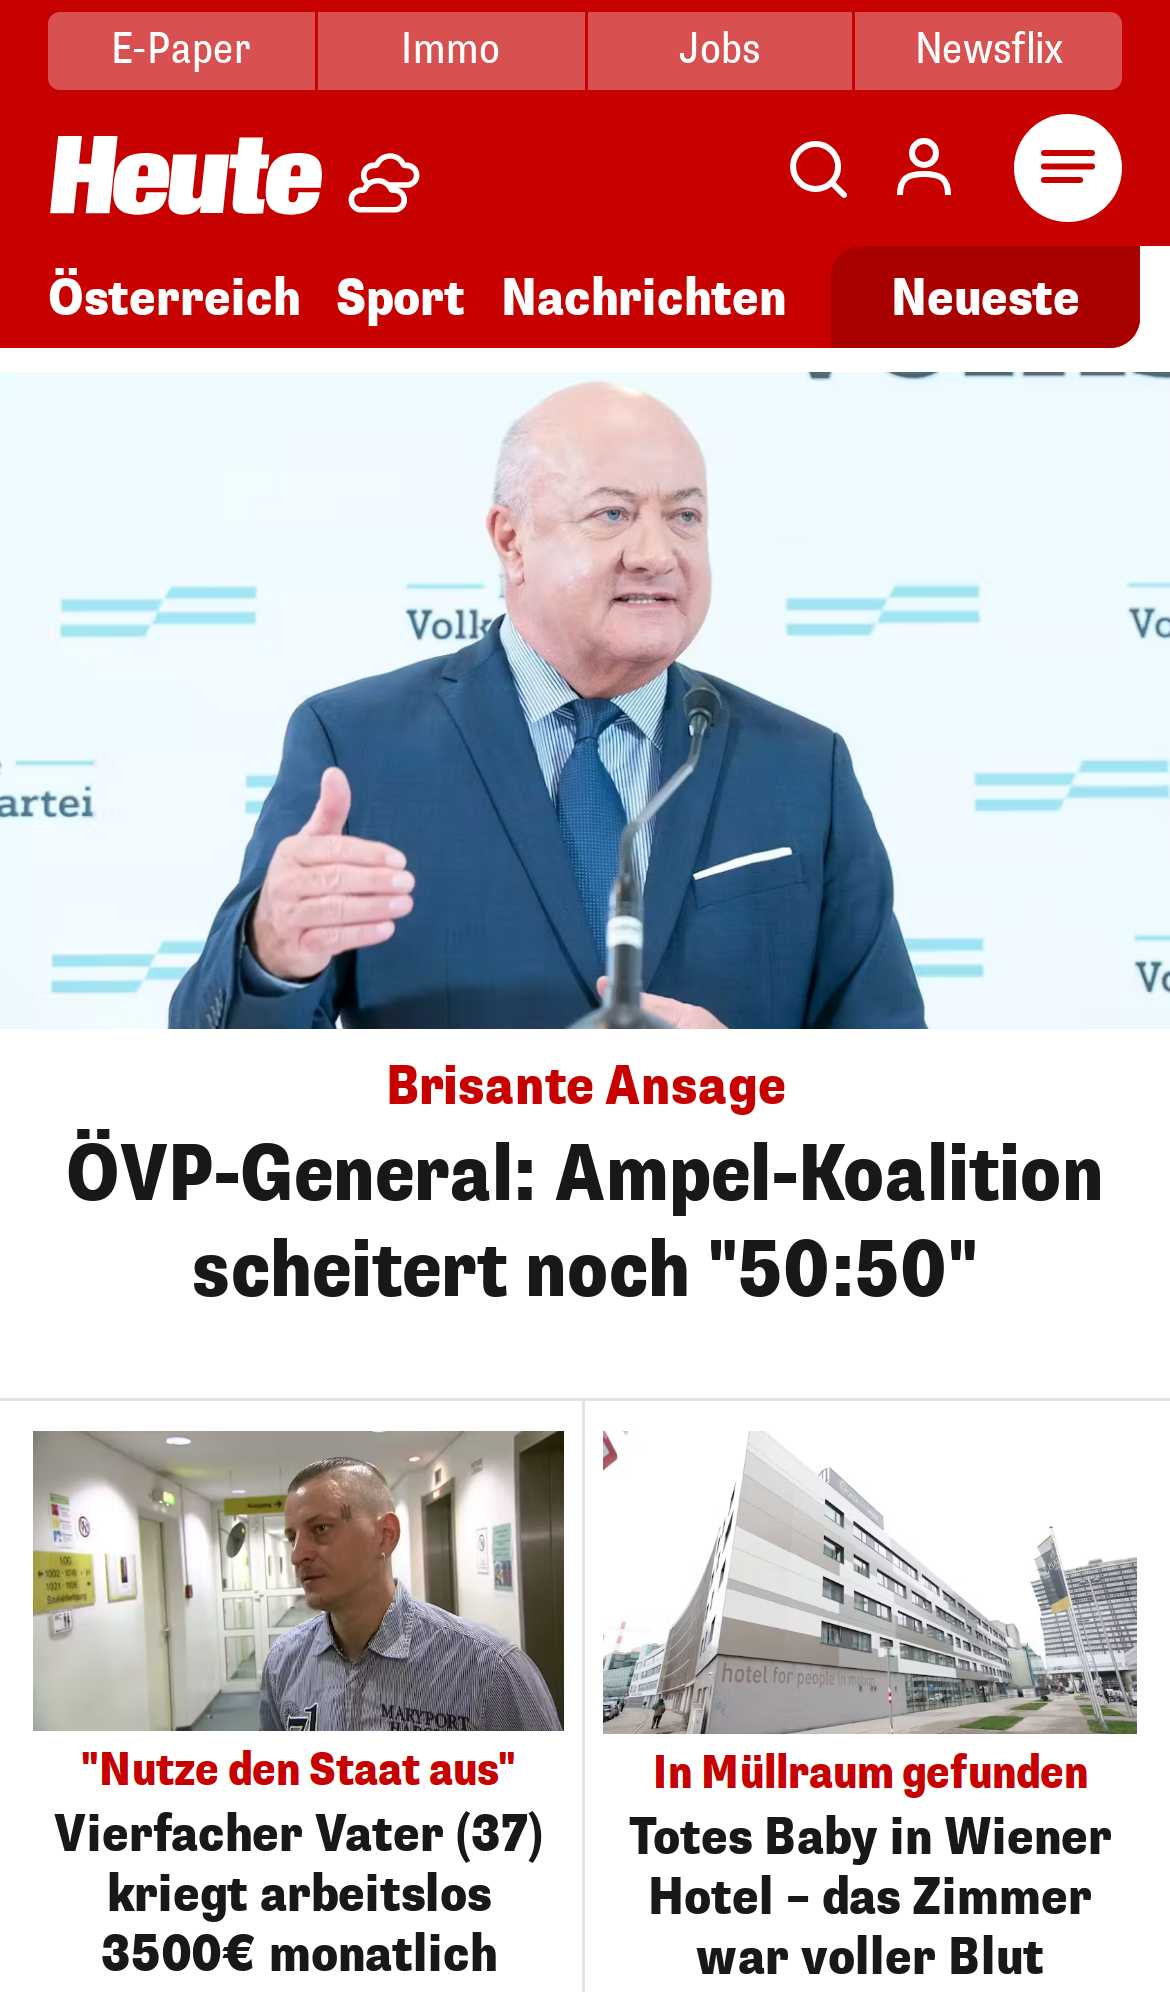 E-Paper
Immo
Jobs
Newsflix
Heute
Österreich
Sport
Nachrichten
Neueste
Volk
artei
Vo
Vo
Brisante Ansage
ÖVP-General: Ampel-Koalition
scheitert noch "50:50"
MARYPORT
71
hotel for people in
"Nutze den Staat aus"
Vierfacher Vater (37)
kriegt arbeitslos
3500€ monatlich
In Müllraum gefunden
Totes Baby in Wiener
Hotel – das Zimmer
war voller Blut